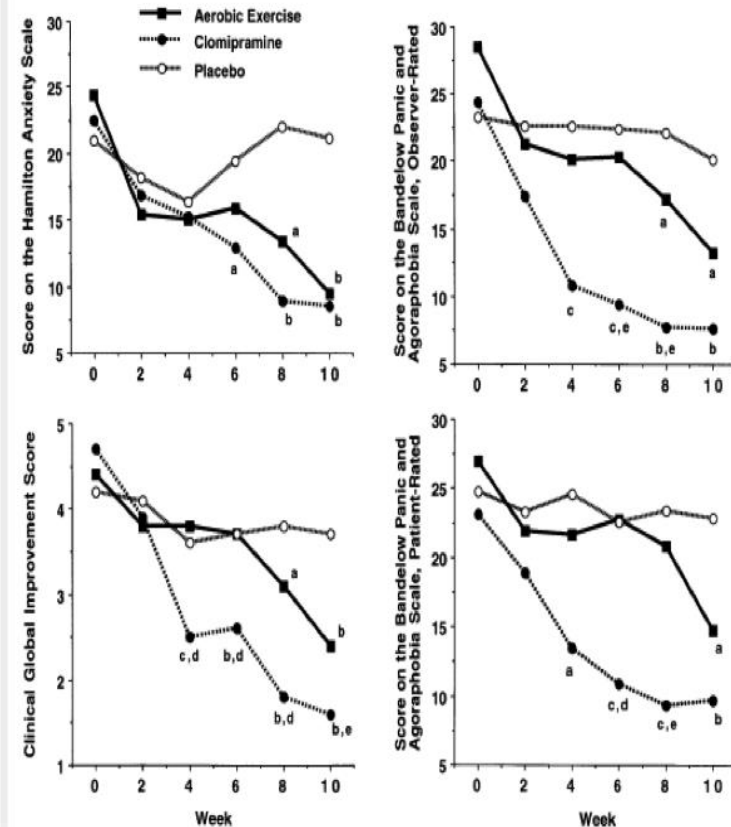 Aerobic Exercise
Clomipramine
Placebo
Score on the Hamilton Anxiety Scale
30
25
20
15
10
5
0 2 4 6 8 10
a
a
b
b
b
Score on the Bandelow Panic and
Agoraphobia Scale, Observer-Rated
30
25
20
15
10
5
0 2 4 6 8 10
a
a
c
c,e
b,e
b
Clinical Global Improvement Score
5
4
3
2
1
0 2 4 6 8 10
Week
a
b
c,d
b,d
b,d
b,e
Score on the Bandelow Panic and
Agoraphobia Scale, Patient-Rated
30
25
20
15
10
5
0 2 4 6 8 10
Week
a
a
c,d
c,e
b